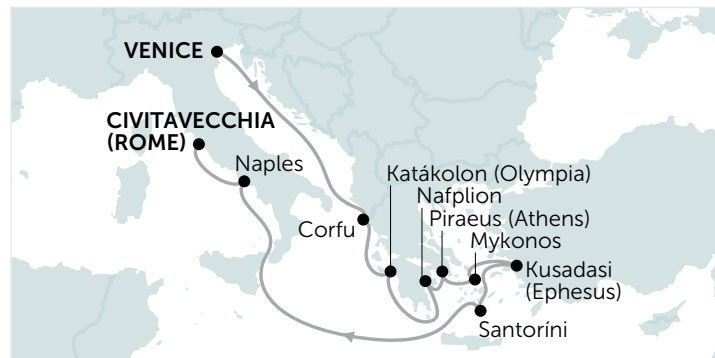 VENICE
CIVITAVECCHIA
(ROME)
Naples
Katákolon (Olympia)
Nafplion
Piraeus (Athens)
Mykonos
Corfu
Kusadasi
(Ephesus)
Santoríni